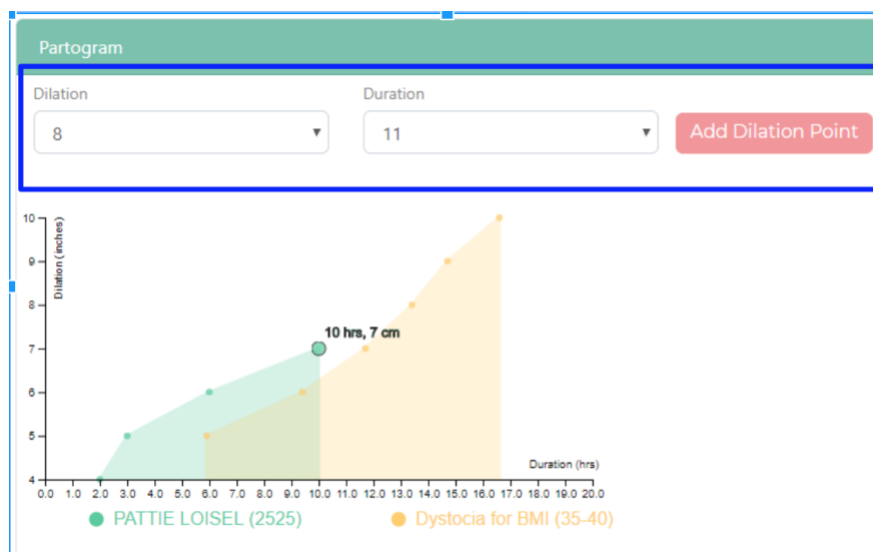 Partogram
Dilation Duration
8 11 Add Dilation Point
10
9
8
7
6
5
4
Dilation (inches)
10 hrs, 7 cm
Duration (hrs)
0.0 1.0 2.0 3.0 4.0 5.0 6.0 7.0 8.0 9.0 10.0 11.0 12.0 13.0 14.0 15.0 16.0 17.0 18.0 19.0 20.0
PATTIE LOISEL (2525) Dystocia for BMI (35-40)